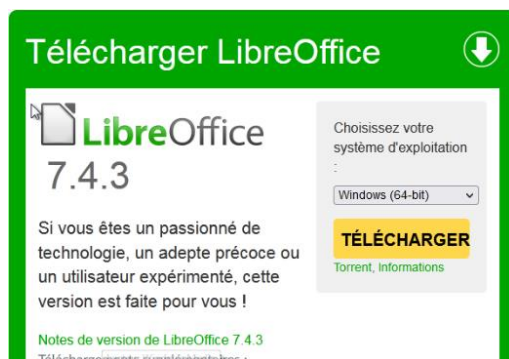 Télécharger LibreOffice
LibreOffice
7.4.3
Si vous êtes un passionné de
technologie, un adepte précoce ou
un utilisateur expérimenté, cette
version est faite pour vous !
Notes de version de LibreOffice 7.4.3
Choisissez votre
système d'exploitation
:
Windows (64-bit)
TÉLÉCHARGER
Torrent, Informations